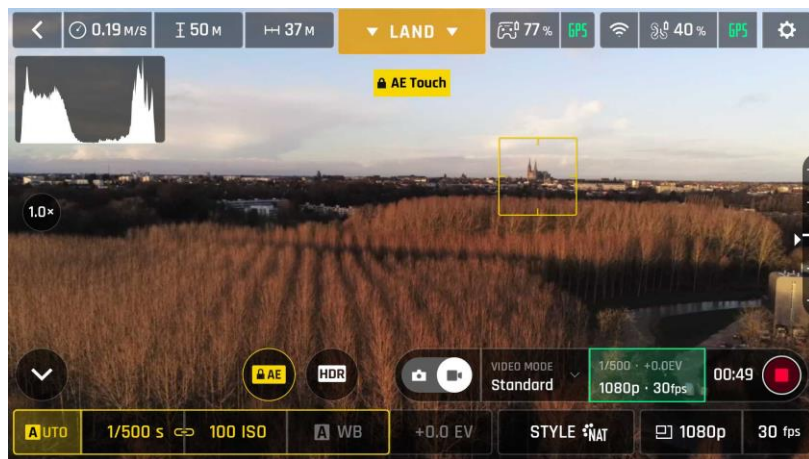 0.19 M/S 50 M 37 M LAND 77 % GPS 40 % GPS
AE Touch
1.0×
AE HDR
VIDEO MODE
Standard
1/500 · +0.0EV
1080p · 30fps
00:49
AUTO 1/500 s 100 ISO A WB +0.0 EV STYLE NAT 1080p 30 fps